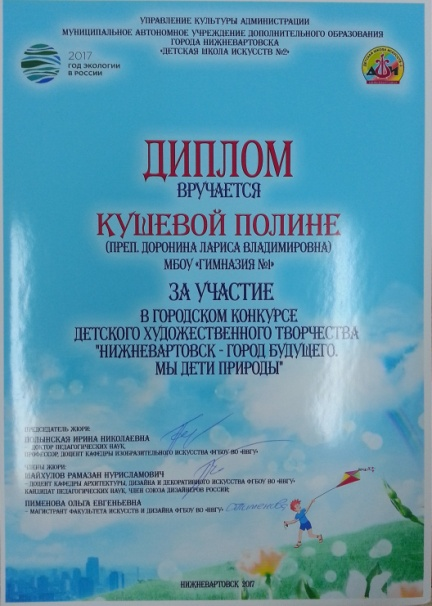 УПРАВЛЕНИЕ КУЛЬТУРЫ АДМИНИСТРАЦИИ
МУНИЦИПАЛЬНОЕ АВТОНОМНОЕ УЧРЕЖДЕНИЕ ДОПОЛНИТЕЛЬНОГО ОБРАЗОВАНИЯ
ГОРОДА НИЖНЕВАРТОВСКА
«ДЕТСКАЯ ШКОЛА ИСКУССТВ №2»
2017
ГОД ЭКОЛОГИИ
В РОССИИ
ДИПЛОМ
ВРУЧАЕТСЯ
КУШЕВОЙ ПОЛИНЕ
(ПРЕП. ДОРОНИНА ЛАРИСА ВЛАДИМИРОВНА)
МБОУ «ГИМНАЗИЯ №1»
ЗА УЧАСТИЕ
В ГОРОДСКОМ КОНКУРСЕ
ДЕТСКОГО ХУДОЖЕСТВЕННОГО ТВОРЧЕСТВА
"НИЖНЕВАРТОВСК - ГОРОД БУДУЩЕГО.
МЫ ДЕТИ ПРИРОДЫ"
ПРЕДСЕДАТЕЛЬ ЖЮРИ:
ПОЛЫНСКАЯ ИРИНА НИКОЛАЕВНА
ДОКТОР ПЕДАГОГИЧЕСКИХ НАУК,
ПРОФЕССОР, ДОЦЕНТ КАФЕДРЫ ИЗОБРАЗИТЕЛЬНОГО ИСКУССТВА ФГБОУ ВО «НВГУ»
ЧЛЕНЫ ЖЮРИ:
ШАЙХУЛОВ РАМАЗАН НУРИСЛАМОВИЧ
- ДОЦЕНТ КАФЕДРЫ АРХИТЕКТУРЫ, ДИЗАЙНА И ДЕКОРАТИВНОГО ИСКУССТВА ФГБОУ ВО «НВГУ»
КАНДИДАТ ПЕДАГОГИЧЕСКИХ НАУК, ЧЛЕН СОЮЗА ДИЗАЙНЕРОВ РОССИИ;
ПИМЕНОВА ОЛЬГА ЕВГЕНЬЕВНА
- МАГИСТРАНТ ФАКУЛЬТЕТА ИСКУССТВ И ДИЗАЙНА ФГБОУ ВО «НВГУ»
НИЖНЕВАРТОВСК 2017